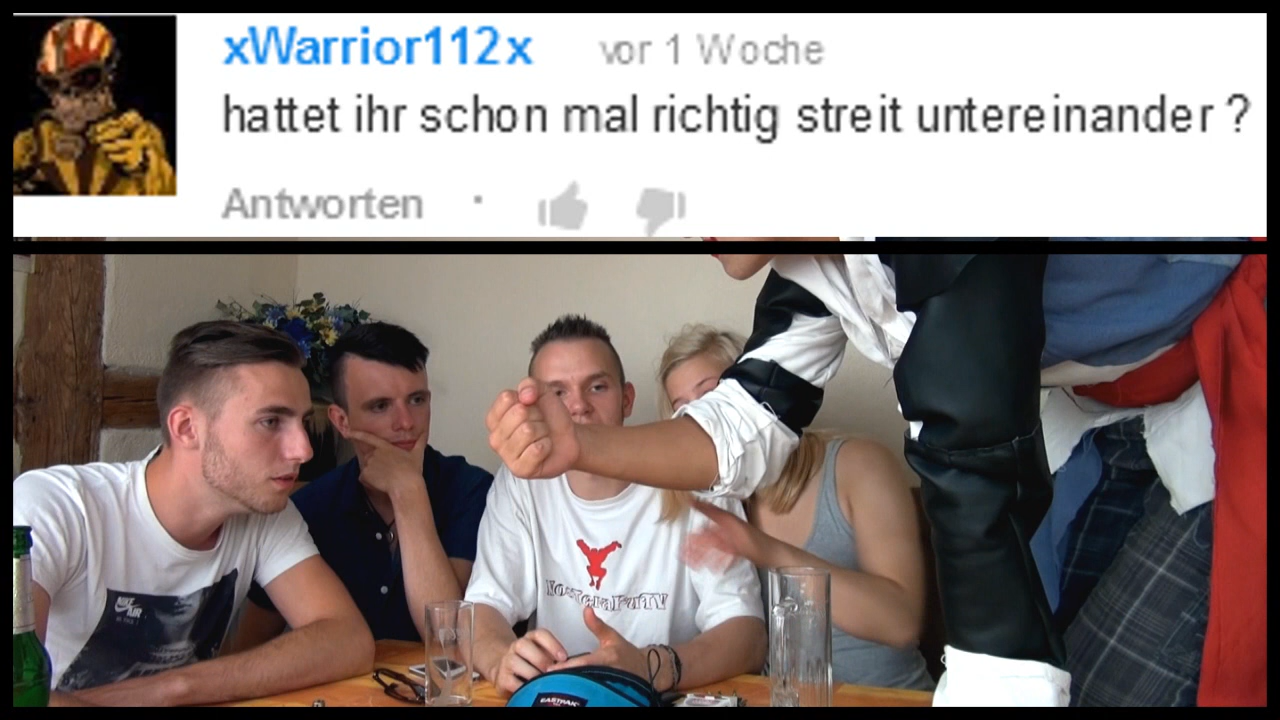 xWarrior112x vor 1 Woche
hattet ihr schon mal richtig streit untereinander ?
Antworten ·
NIKE
AIR
EASTPAK